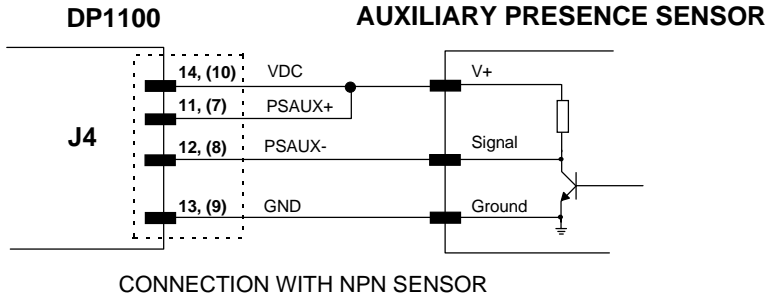 DP1100
AUXILIARY PRESENCE SENSOR
J4
14, (10) VDC
11, (7) PSAUX+
12, (8) PSAUX-
13, (9) GND
V+
Signal
Ground
CONNECTION WITH NPN SENSOR